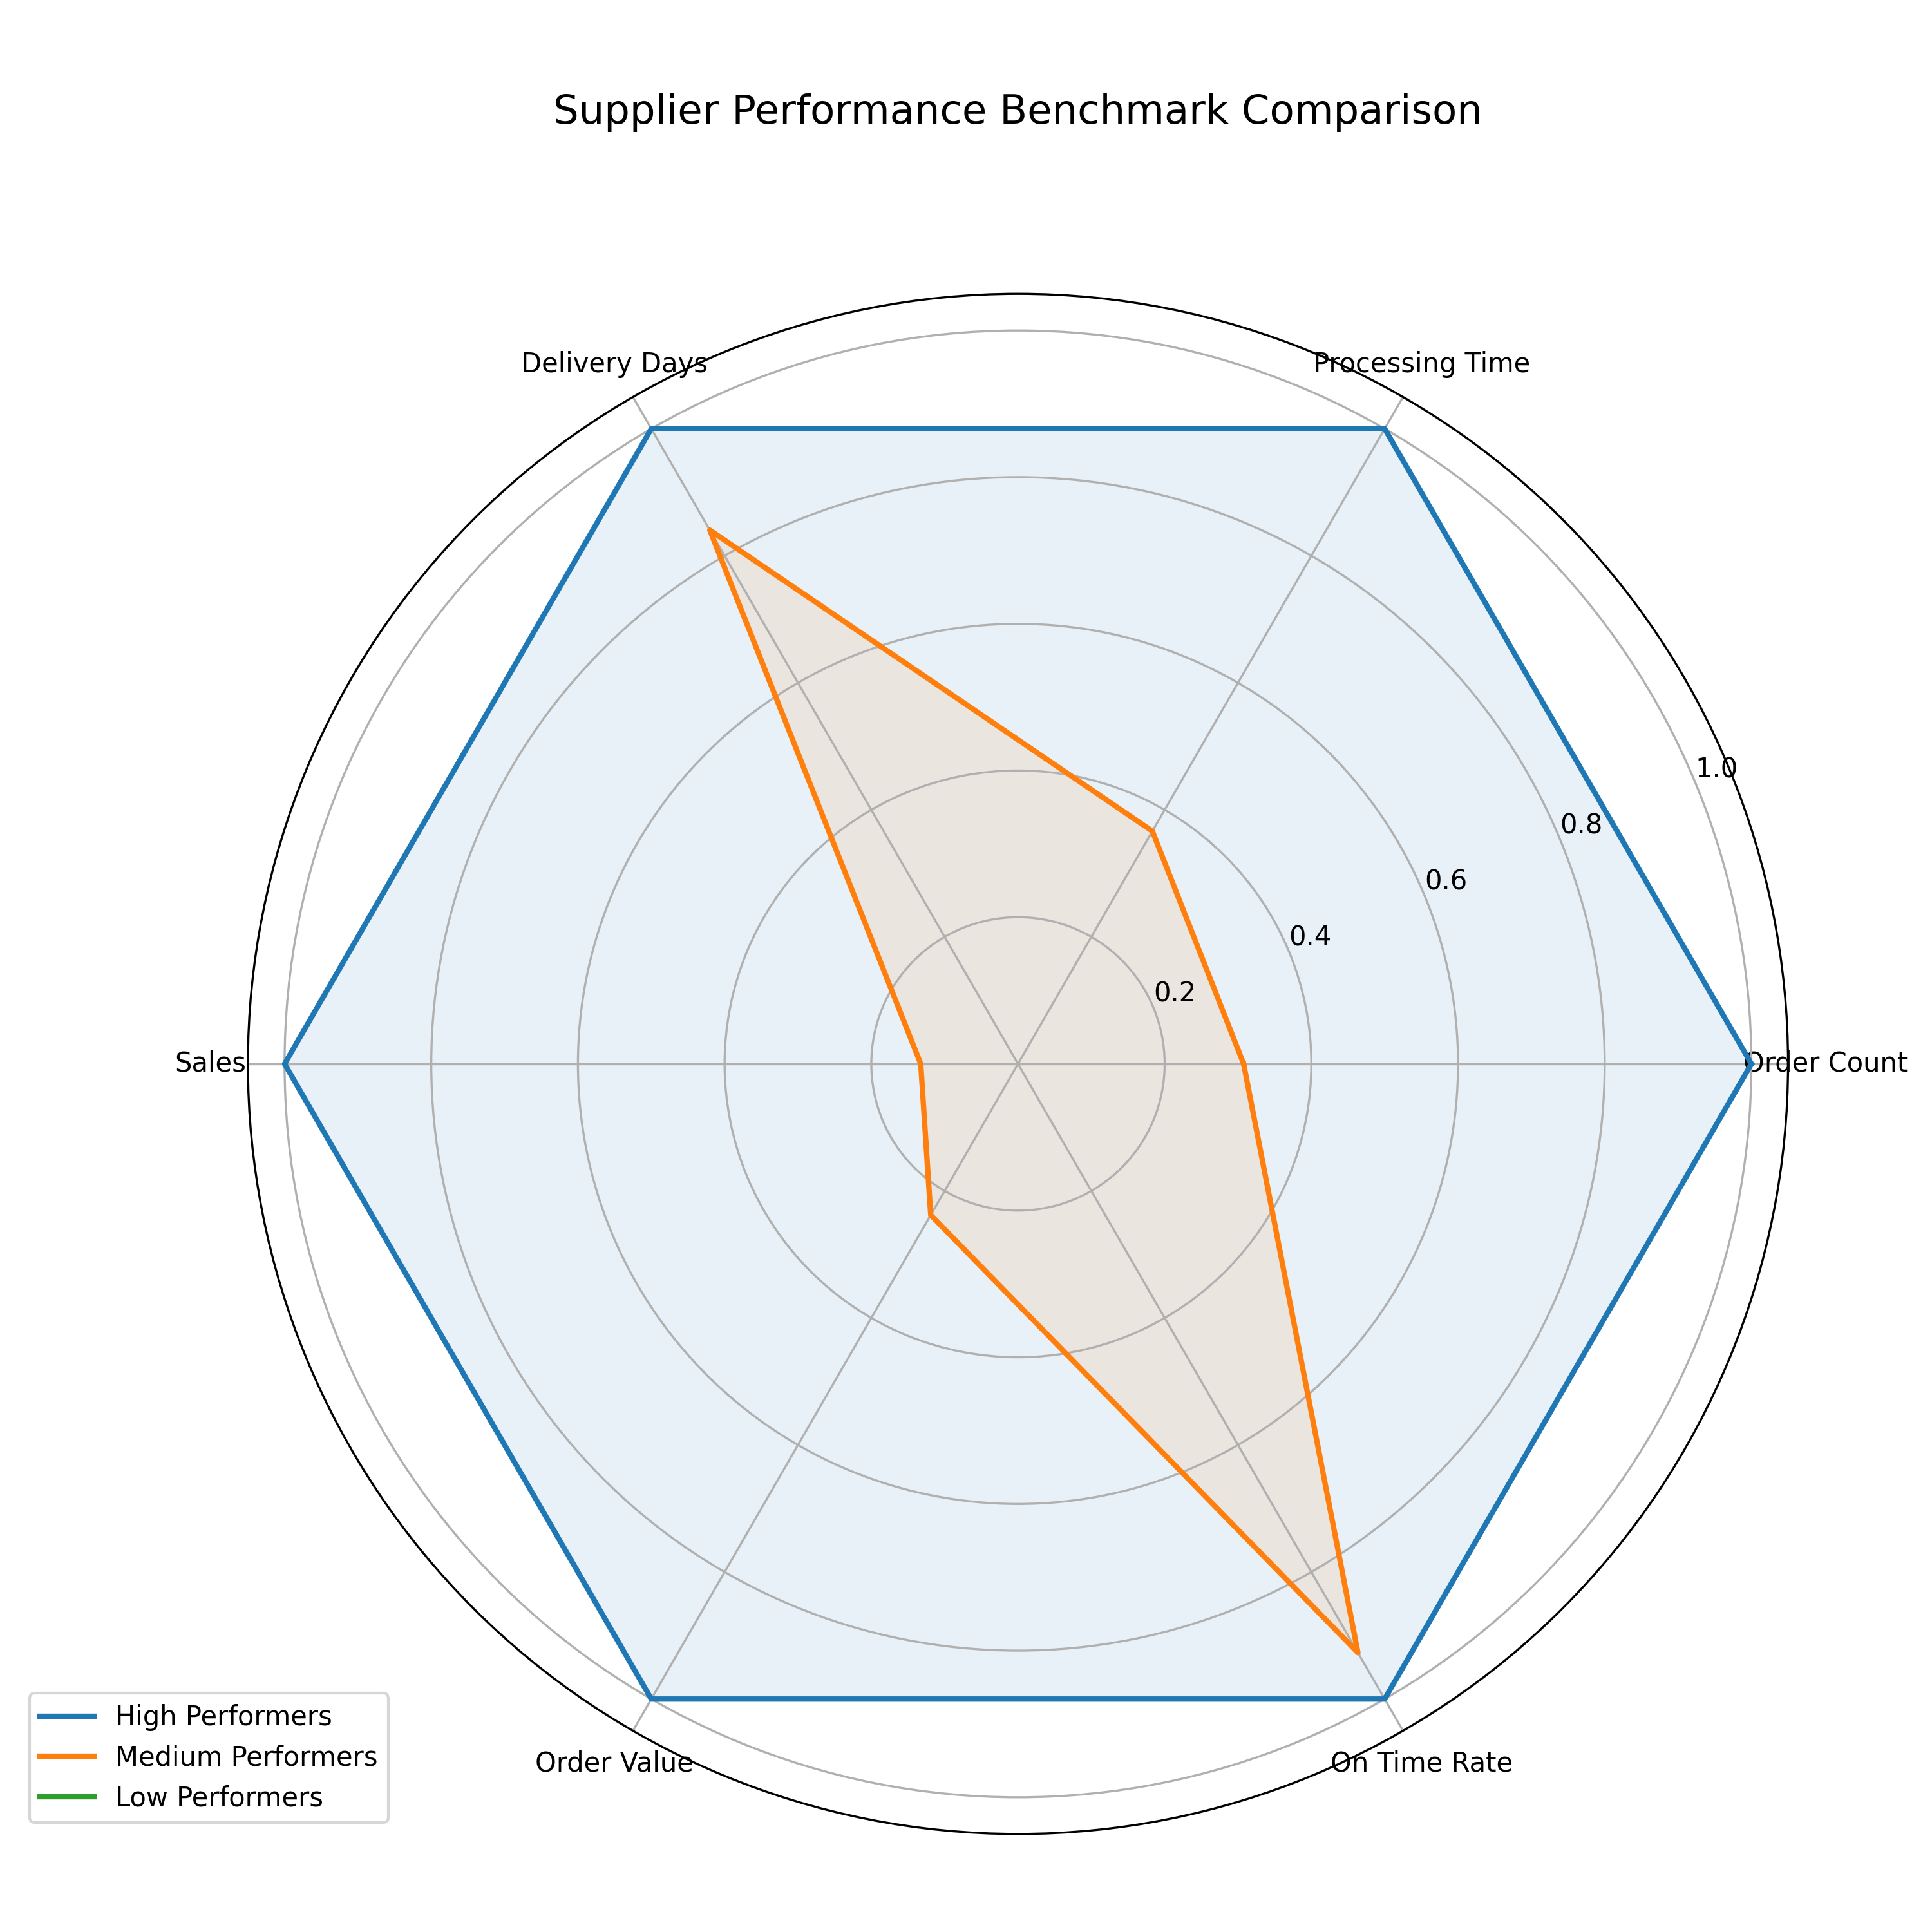 Supplier Performance Benchmark Comparison
Delivery Days
Processing Time
1.0
0.8
0.6
0.4
0.2
Sales
Order Count
High Performers
Medium Performers
Low Performers
Order Value
On Time Rate